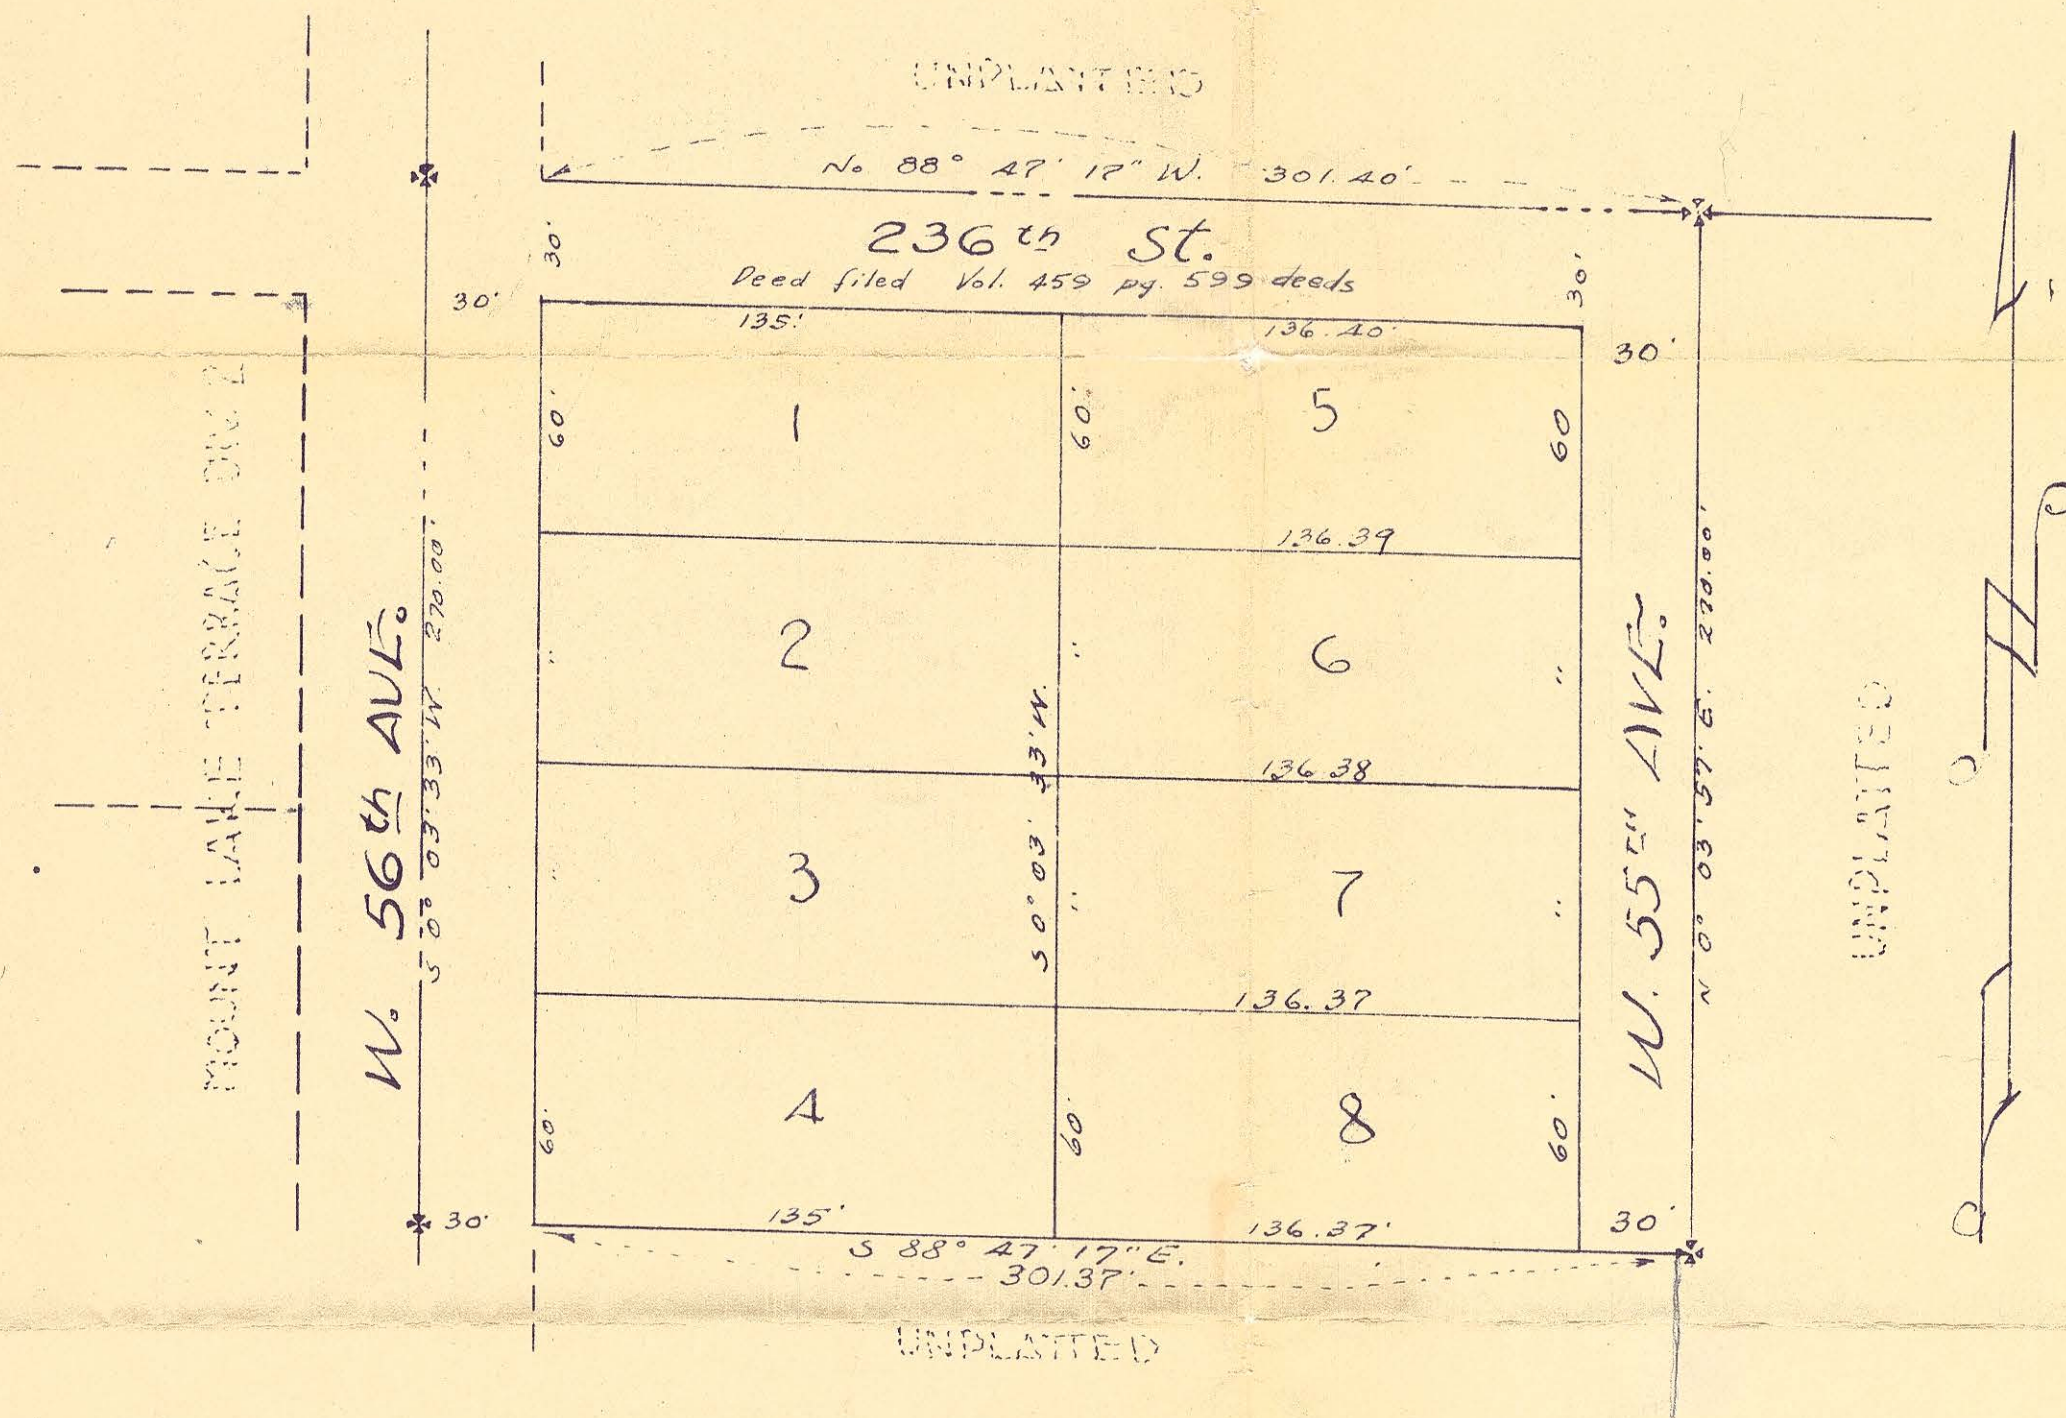 UNPLATTED
No 88° 47' 17" W. 301.40'
236 th St.
Deed filed Vol. 459 pg. 599 deeds
30'
30'
30'
30'
135'
136.40'
60'
1
60'
5
60
136.39
MOUNT LAKE TERRACE DIV 2
W. 56th AVE.
S 0° 03' 33" W 270.00'
"
2
"
6
"
136.38
S 0° 03' 33" W.
"
3
"
7
"
136.37
W. 55TH AVE.
N 0° 03' 57" E. 270.00'
UNPLATTED
60'
4
60'
8
60'
30'
135'
136.37'
30'
S 88° 47' 17" E.
301.37'
UNPLATTED